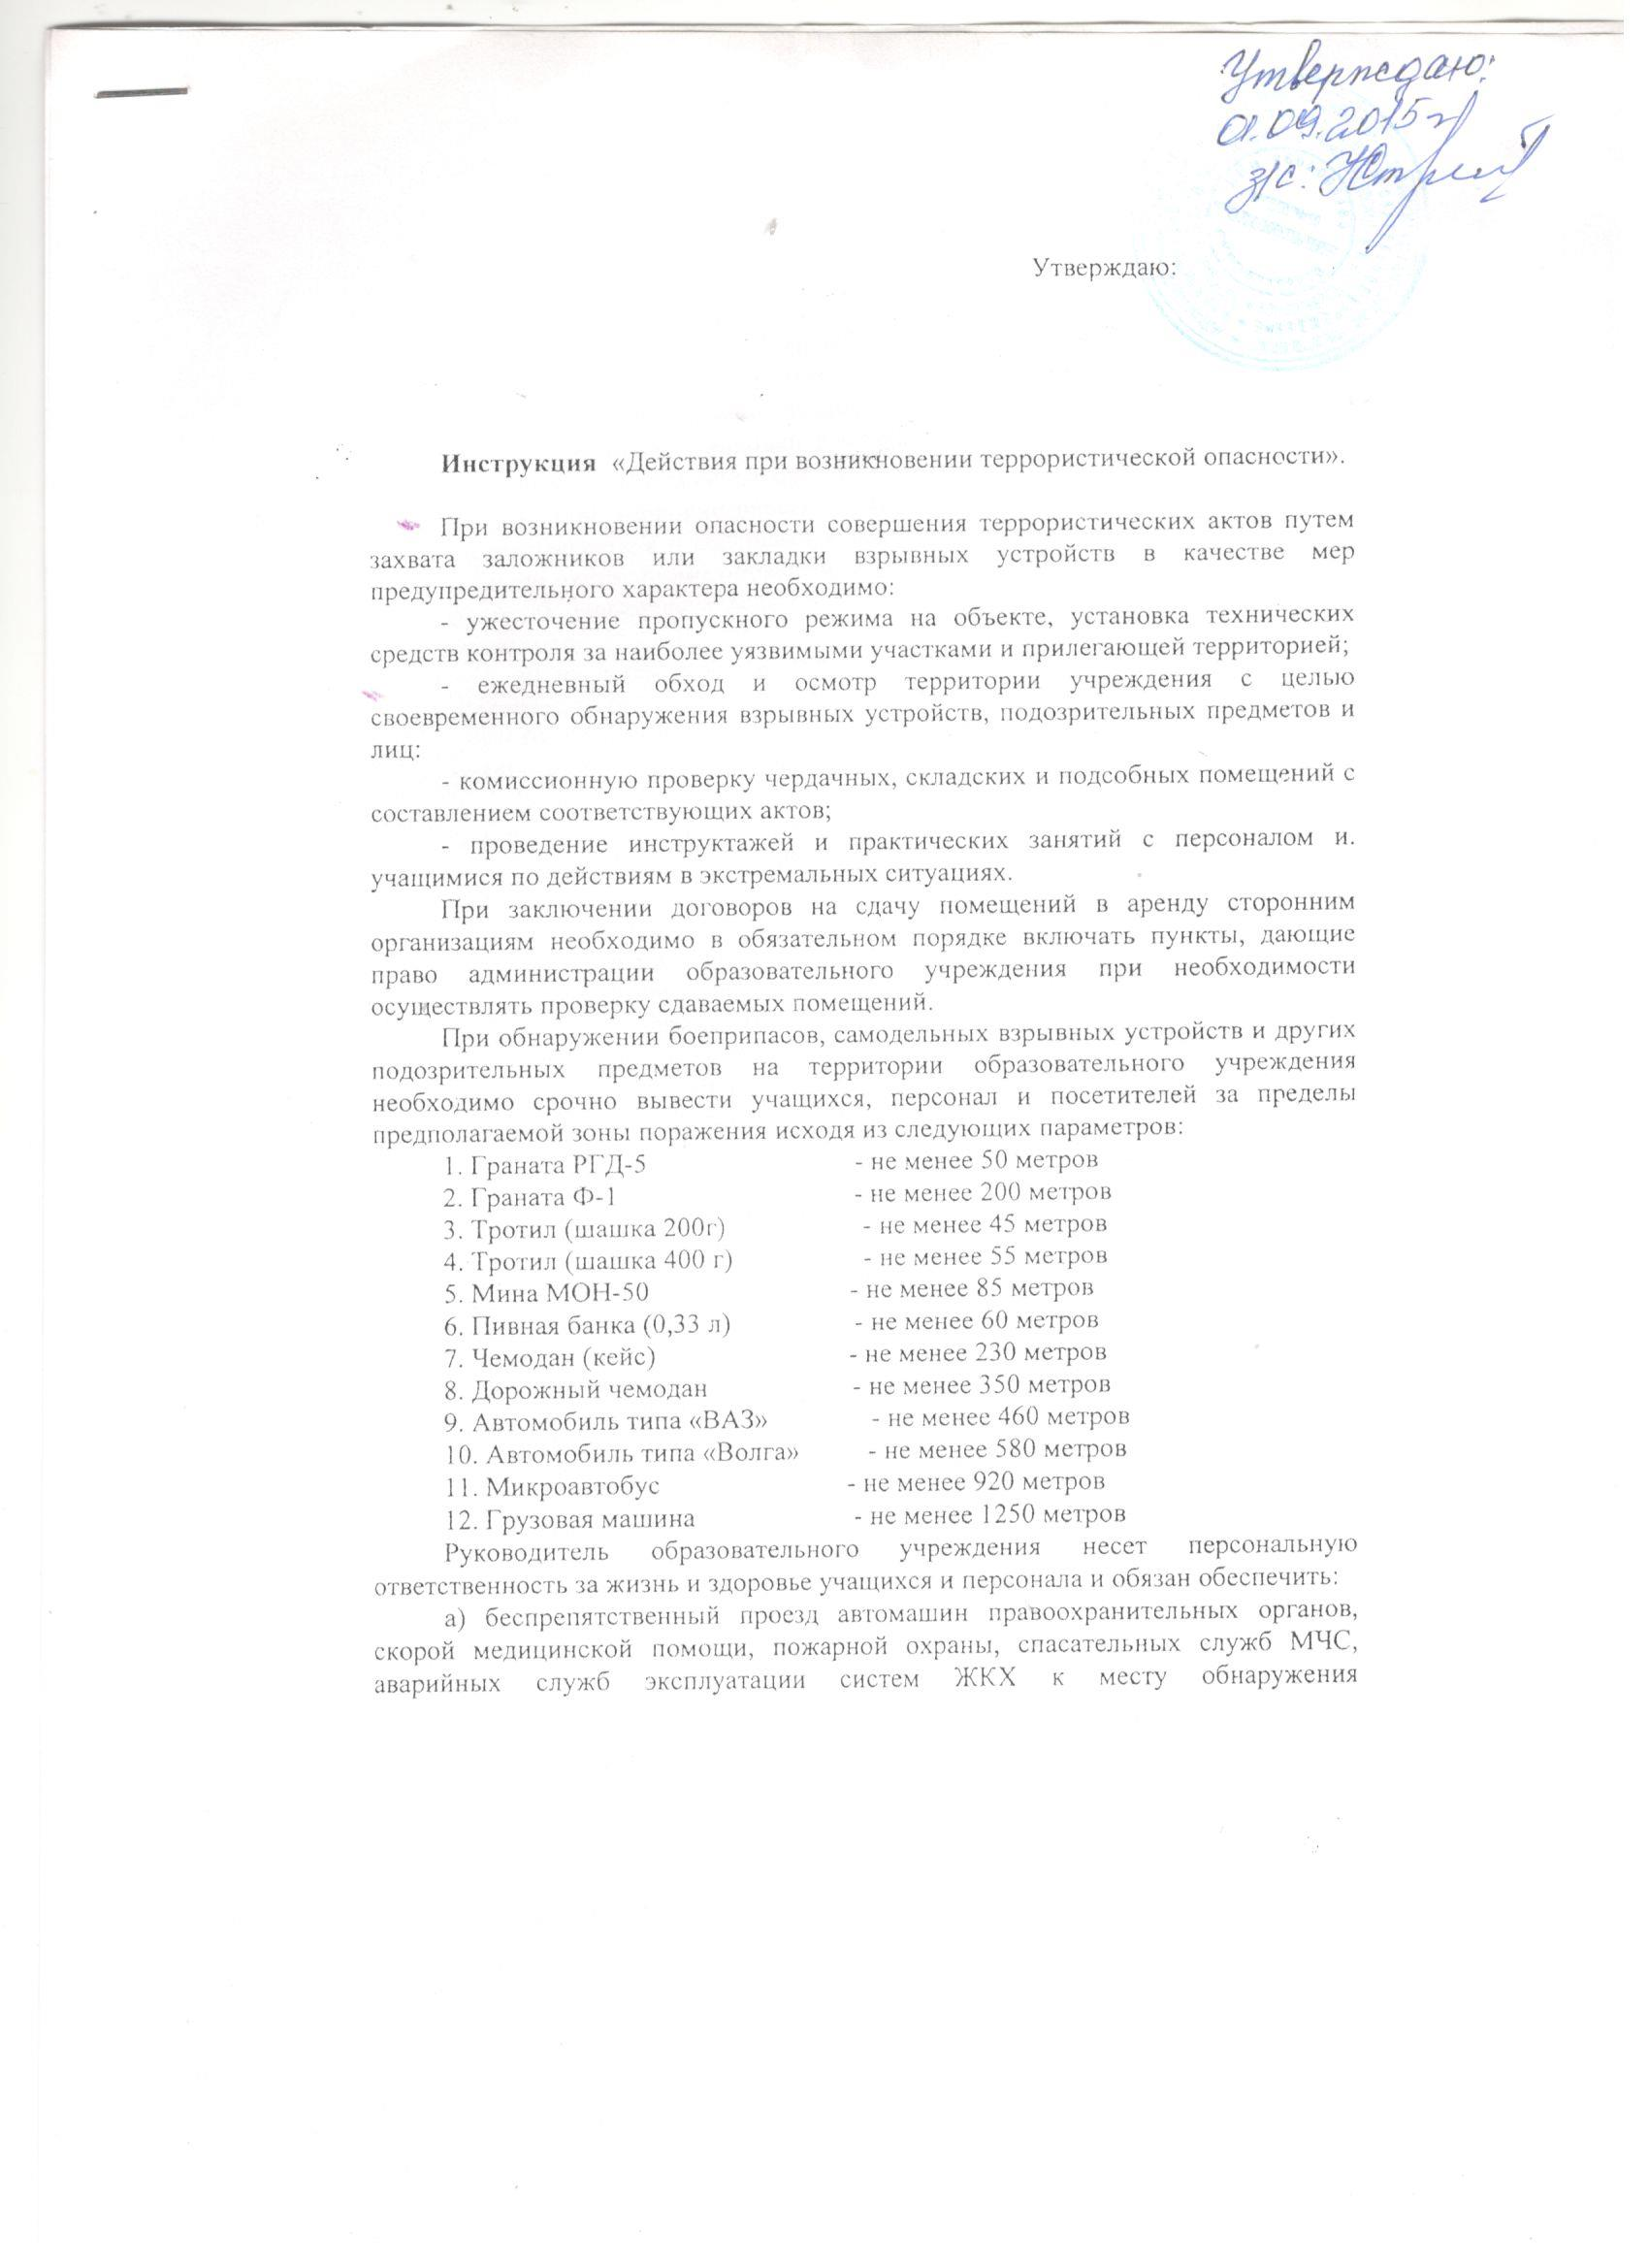 Утверждаю:
01.09.2015 г
Утверждаю:
Инструкция «Действия при возникновении террористической опасности».
При возникновении опасности совершения террористических актов путем
захвата заложников или закладки взрывных устройств в качестве мер
предупредительного характера необходимо:
- ужесточение пропускного режима на объекте, установка технических
средств контроля за наиболее уязвимыми участками и прилегающей территорией;
- ежедневный обход и осмотр территории учреждения с целью
своевременного обнаружения взрывных устройств, подозрительных предметов и
лиц:
- комиссионную проверку чердачных, складских и подсобных помещений с
составлением соответствующих актов;
- проведение инструктажей и практических занятий с персоналом и.
учащимися по действиям в экстремальных ситуациях.
При заключении договоров на сдачу помещений в аренду сторонним
организациям необходимо в обязательном порядке включать пункты, дающие
право администрации образовательного учреждения при необходимости
осуществлять проверку сдаваемых помещений.
При обнаружении боеприпасов, самодельных взрывных устройств и других
подозрительных предметов на территории образовательного учреждения
необходимо срочно вывести учащихся, персонал и посетителей за пределы
предполагаемой зоны поражения исходя из следующих параметров:
1. Граната РГД-5 - не менее 50 метров
2. Граната Ф-1 - не менее 200 метров
3. Тротил (шашка 200г) - не менее 45 метров
4. Тротил (шашка 400 г) - не менее 55 метров
5. Мина МОН-50 - не менее 85 метров
6. Пивная банка (0,33 л) - не менее 60 метров
7. Чемодан (кейс) - не менее 230 метров
8. Дорожный чемодан - не менее 350 метров
9. Автомобиль типа «ВАЗ» - не менее 460 метров
10. Автомобиль типа «Волга» - не менее 580 метров
11. Микроавтобус - не менее 920 метров
12. Грузовая машина - не менее 1250 метров
Руководитель образовательного учреждения несет персональную
ответственность за жизнь и здоровье учащихся и персонала и обязан обеспечить:
а) беспрепятственный проезд автомашин правоохранительных органов,
скорой медицинской помощи, пожарной охраны, спасательных служб МЧС,
аварийных служб эксплуатации систем ЖКХ к месту обнаружения